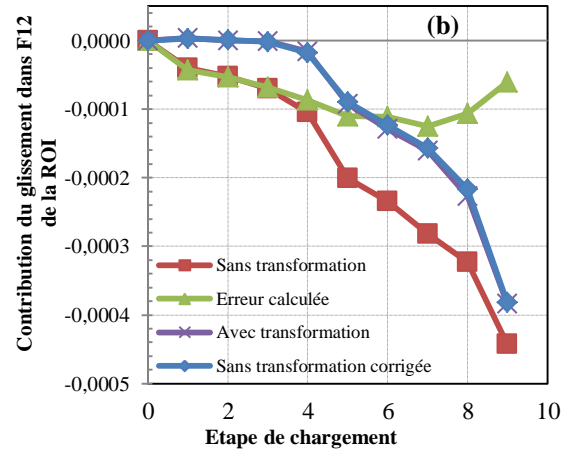 (b)
Contribution du glissement dans F12
de la ROI
0,0000
-0,0001
-0,0002
-0,0003
-0,0004
-0,0005
Sans transformation
Erreur calculée
Avec transformation
Sans transformation corrigée
0 2 4 6 8 10
Etape de chargement